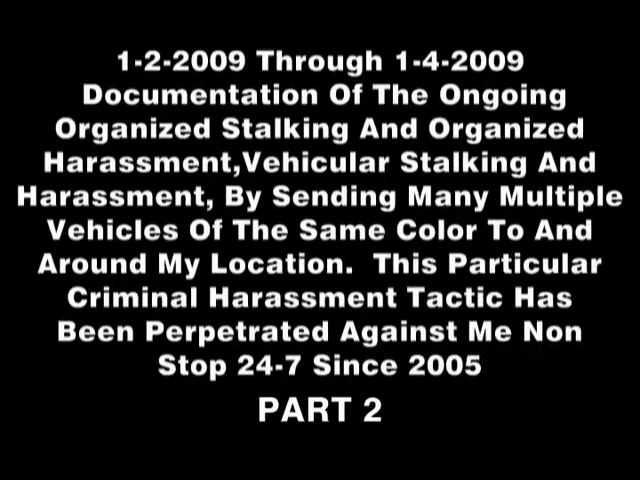 1-2-2009 Through 1-4-2009
Documentation Of The Ongoing
Organized Stalking And Organized
Harassment,Vehicular Stalking And
Harassment, By Sending Many Multiple
Vehicles Of The Same Color To And
Around My Location.  This Particular
Criminal Harassment Tactic Has
Been Perpetrated Against Me Non
Stop 24-7 Since 2005
PART 2